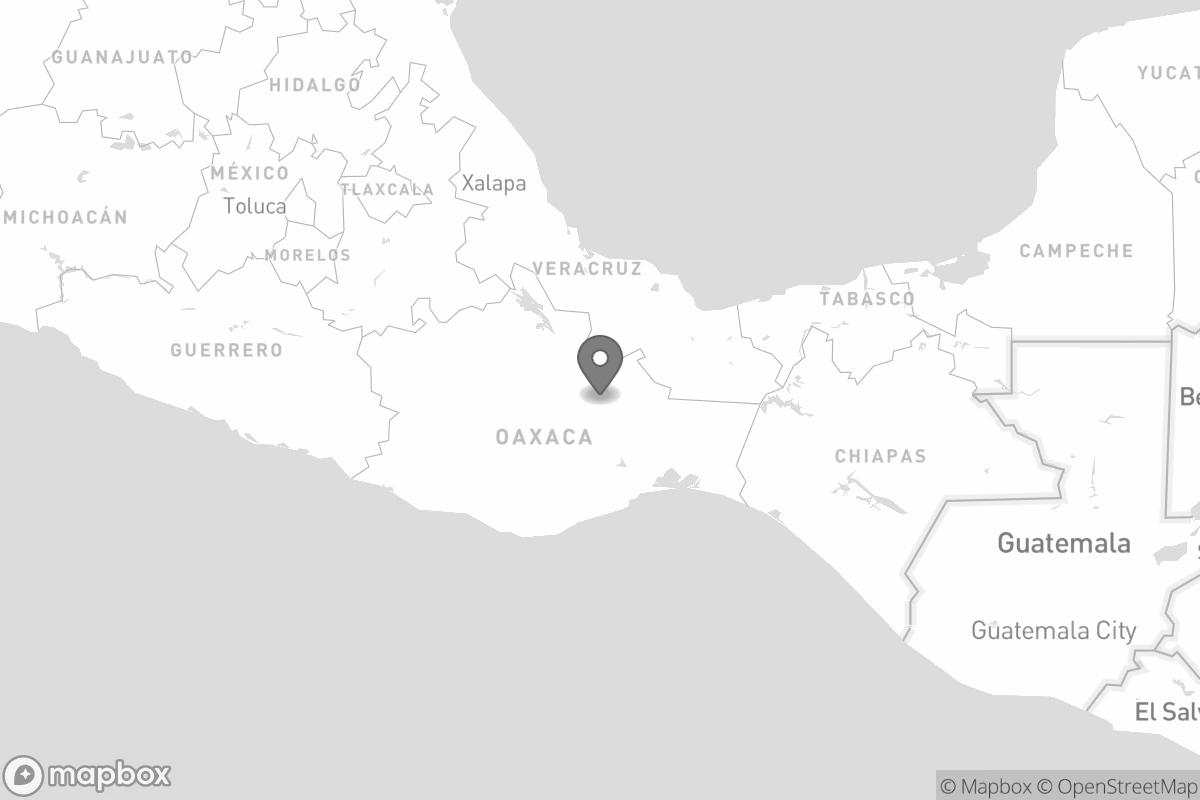 GUANAJUATO
YUCAT
HIDALGO
MÉXICO
Xalapa
TLAXCALA
Toluca
MICHOACÁN
CAMPECHE
MORELOS
VERACRUZ
TABASCO
GUERRERO
Be
OAXACA
CHIAPAS
Guatemala
Guatemala City
El Salv
mapbox
© Mapbox © OpenStreetMap